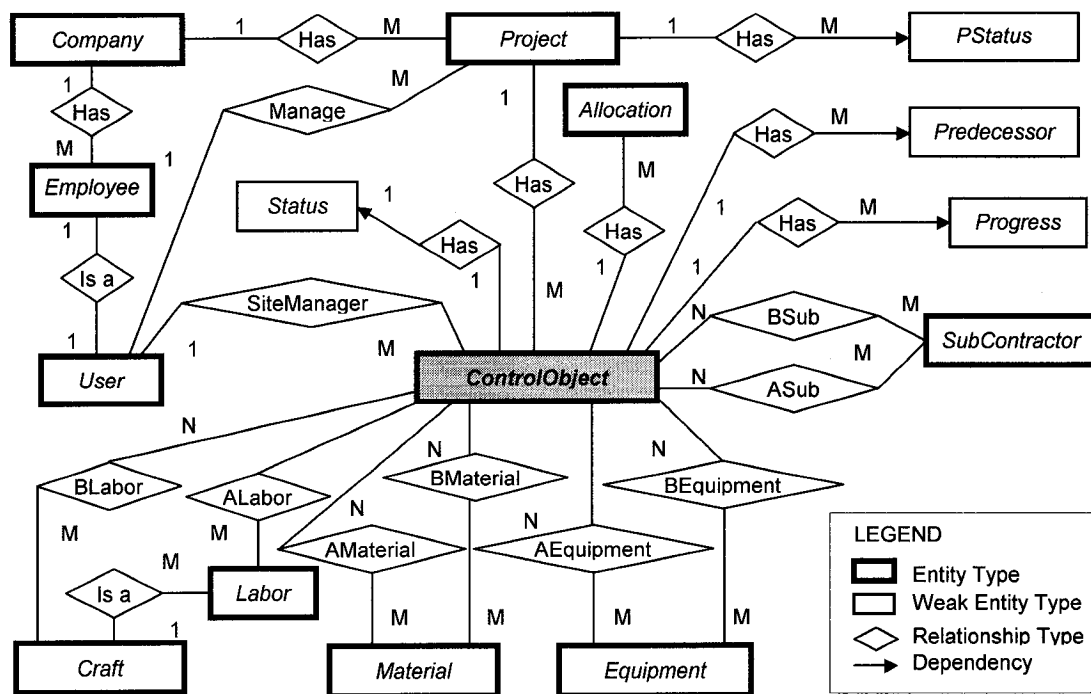 Company
1
Has
M
Project
1
Has
M
PStatus
1
Has
M
Employee
1
Manage
M
1
Allocation
M
Has
M
Predecessor
1
Status
1
Has
1
Has
M
Has
1
1
Has
M
Progress
1
1
Is a
1
User
SiteManager
1
M
M
ControlObject
N
BSub
M
SubContractor
N
ASub
M
N
BLabor
M
ALabor
M
N
BMaterial
N
AMaterial
N
BEquipment
N
AEquipment
M
Is a
1
Labor
M
M
M
M
Craft
Material
Equipment
LEGEND
Entity Type
Weak Entity Type
Relationship Type
Dependency